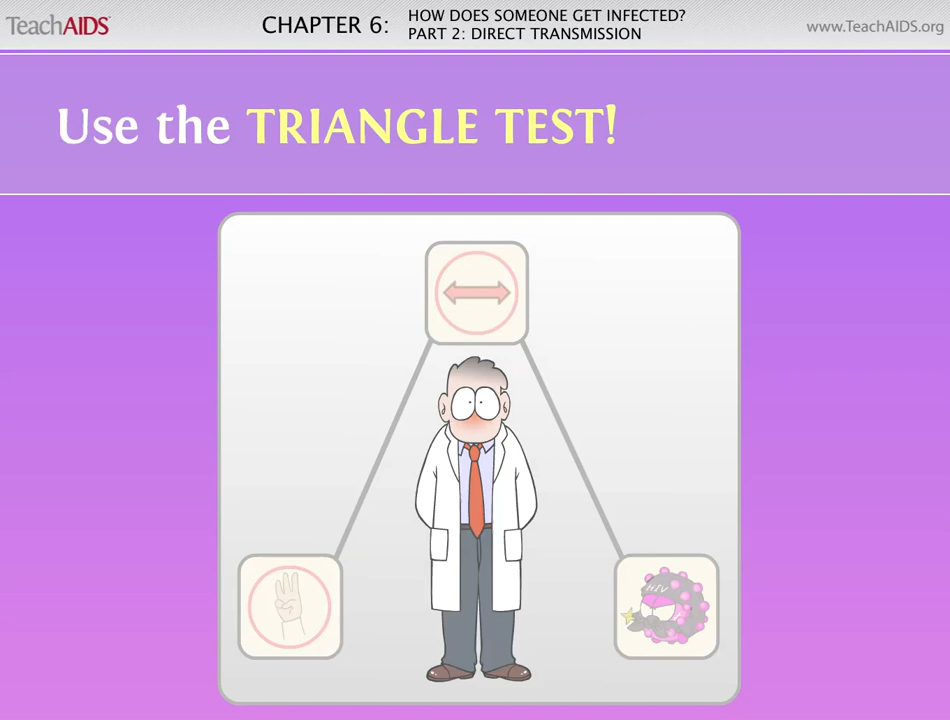 TeachAIDS
CHAPTER 6:
HOW DOES SOMEONE GET INFECTED?
PART 2: DIRECT TRANSMISSION
www.TeachAIDS.org
Use the TRIANGLE TEST!
HIV